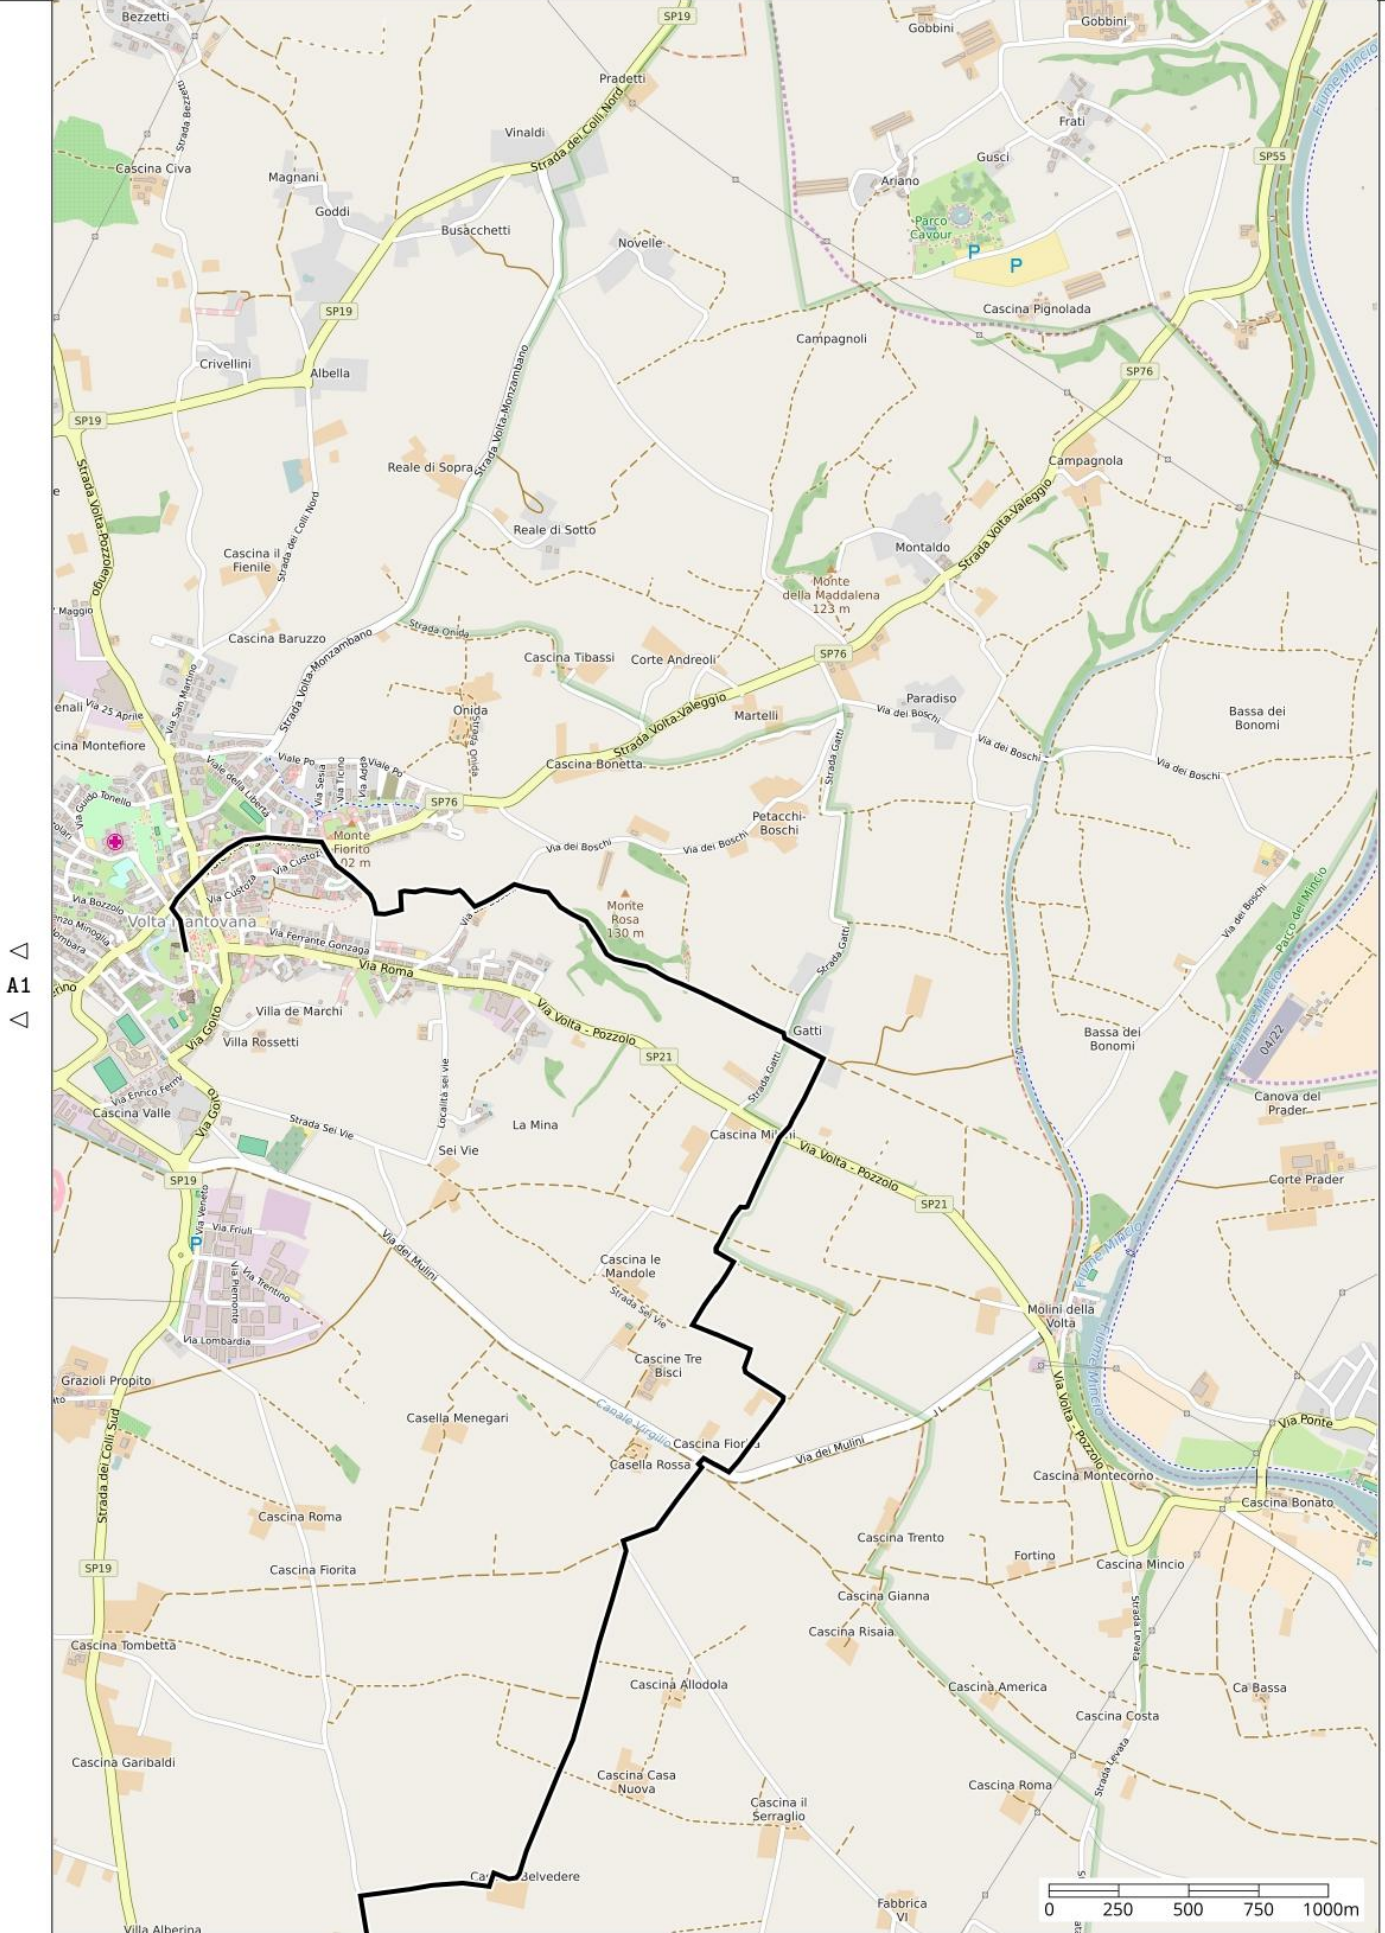 Bezzetti
SP19
Gobbini
Gobbini
Fiume Mincio
Pradetti
Strada Bezzetti
Vinaldi
Strada dei Colli Nord
Frati
SP55
Gusci
Cascina Civa
Magnani
Ariano
Goddi
Parco
Cavour
Busacchetti
Novelle
P
P
SP19
Cascina Pignolada
Campagnoli
Crivellini
Albella
SP76
Strada Volta-Monzambano
SP19
Strada Volta-Pozzolengo
Reale di Sopra
Campagnola
e
Strada dei Colli Nord
Reale di Sotto
Strada Volta-Valeggio
Montaldo
Cascina il
Fienile
Monte
della Maddalena
123 m
Maggio
Strada Onida
Cascina Baruzzo
Strada Volta-Monzambano
SP76
Cascina Tibassi
Corte Andreoli
Via San Martino
enali
Via 25 Aprile
Onida
Strada Onida
Strada Volta-Valeggio
Martelli
Paradiso
Via dei Boschi
Bassa dei
Bonomi
cina Montefiore
Via dei Boschi
Strada Gatti
Viale Po
Viale Po
Via Sesia
Via Ticino
Via Adda
Viale della Libertà
Cascina Bonetta
Via dei Boschi
Via Guido Tonello
SP76
Petacchi-
Boschi
Monte
Fiorito
02 m
Via dei Boschi
Via dei Boschi
Via Custoza
Via Custoza
Monte
Rosa
130 m
Via dei Boschi
Parco del Mincio
Via Bozzolo
Volta Mantovana
Via Ferrante Gonzaga
Strada Gatti
A1
Via Roma
Fiume Mincio
Villa de Marchi
Via Volta - Pozzolo
Gatti
Bassa dei
Bonomi
04/22
Villa Rossetti
Via Goito
SP21
Strada Gatti
Via Enrico Fermi
Cascina Valle
Località sei vie
Canova del
Prader
Strada Sei Vie
La Mina
Via Volta - Pozzolo
Sei Vie
SP19
Via Veneto
SP21
Corte Prader
Via Friuli
P
Via dei Mulini
Fiume Mincio
Via Piemonte
Via Trentino
Cascina le
Mandole
Strada Sei Vie
Molini della
Volta
Via Lombardia
Fiume Mincio
Cascine Tre
Bisci
Grazioli Propito
Via Volta - Pozzolo
Casella Menegari
Canale Virgilio
Via Ponte
Strada dei Colli Sud
Via dei Mulini
Casella Rossa
Cascina Montecorno
Cascina Bonato
Cascina Roma
Cascina Trento
SP19
Cascina Fiorita
Fortino
Cascina Mincio
Cascina Gianna
Strada Levata
Cascina Risaia
Cascina Tombetta
Cascina Allodola
Cascina America
Ca Bassa
Cascina Costa
Cascina Garibaldi
Cascina Casa
Nuova
Strada Levata
Cascina Roma
Cascina il
Serraglio
Belvedere
Fabbrica
VI
0 250 500 750 1000m
Villa Alberina